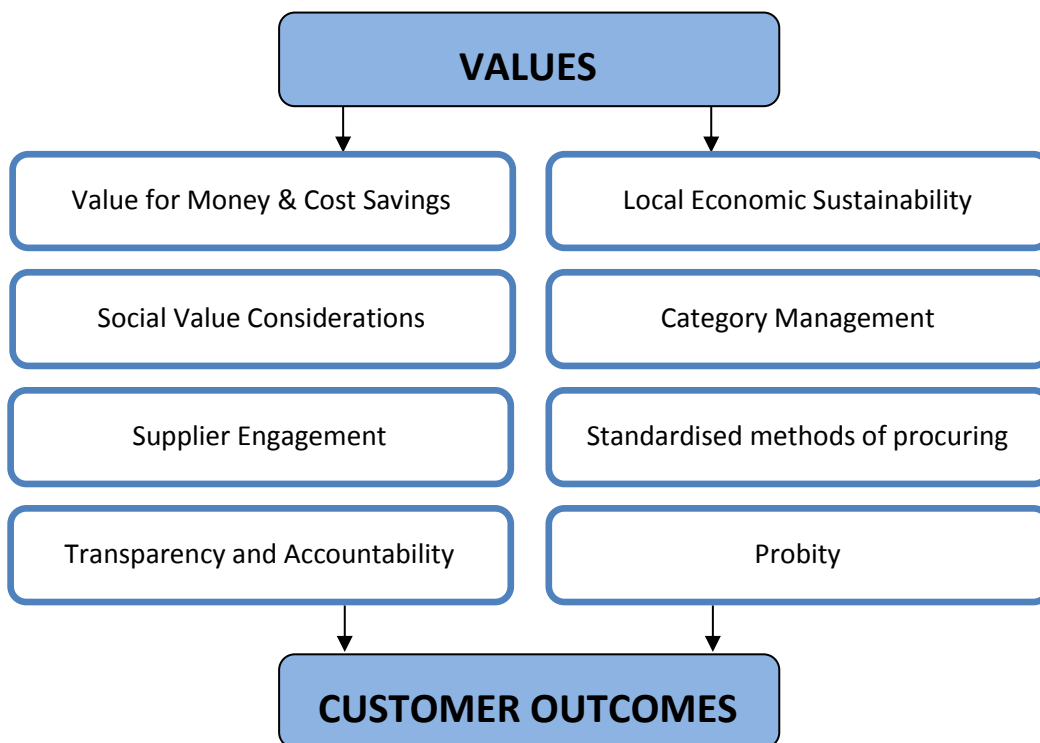 VALUES
Value for Money & Cost Savings
Local Economic Sustainability
Social Value Considerations
Category Management
Supplier Engagement
Standardised methods of procuring
Transparency and Accountability
Probity
CUSTOMER OUTCOMES